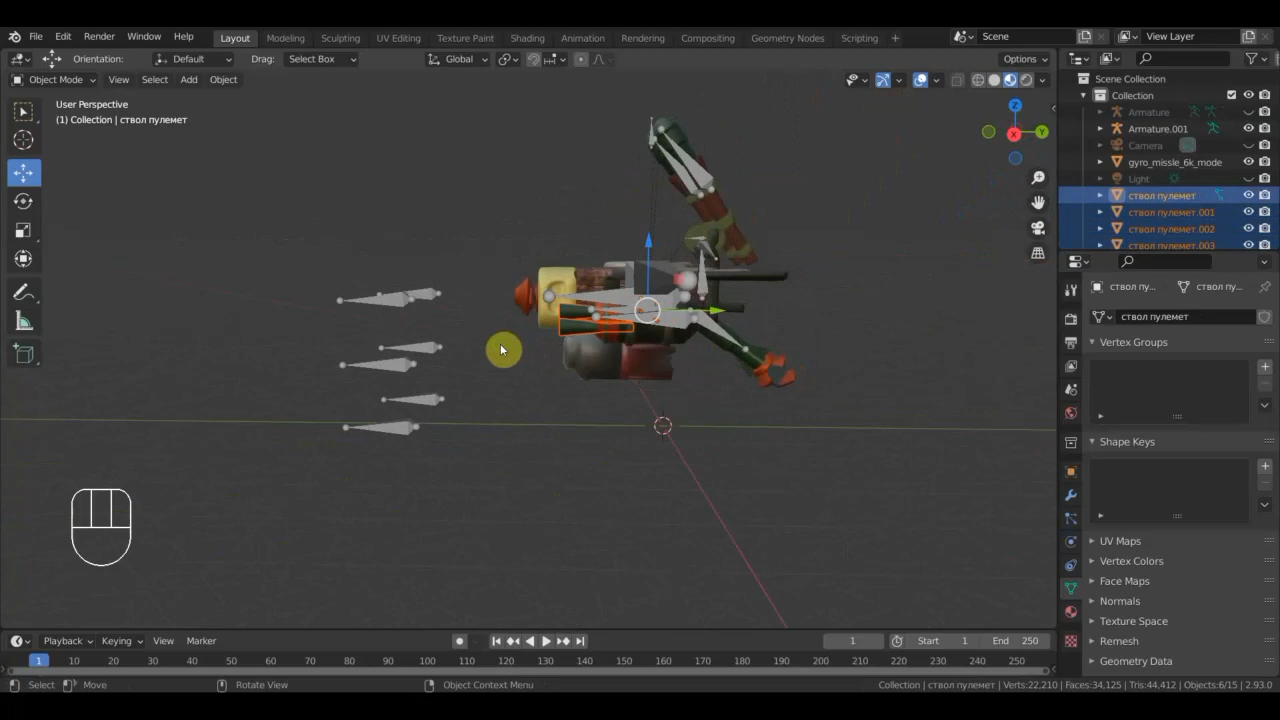 File Edit Render Window Help Layout Modeling Sculpting UV Editing Texture Paint Shading Animation Rendering Compositing Geometry Nodes Scripting + Scene View Layer
Orientation: Default Drag: Select Box Global Options
Object Mode View Select Add Object
User Perspective
(1) Collection | ствол пулемет
Z
Y
X
Scene Collection
Collection
Armature
Armature.001
Camera
gyro_missle_6k_mode
Light
ствол пулемет
ствол пулемет.001
ствол пулемет.002
ствол пулемет.003
ствол пу... ствол пу...
ствол пулемет
Vertex Groups
Shape Keys
UV Maps
Vertex Colors
Face Maps
Normals
Texture Space
Remesh
Geometry Data
Playback Keying View Marker 1 Start 1 End 250
1 10 20 30 40 50 60 70 80 90 100 110 120 130 140 150 160 170 180 190 200 210 220 230 240 250
Select Move Rotate View Object Context Menu Collection | ствол пулемет | Verts:22,210 | Faces:34,125 | Tris:44,412 | Objects:6/15 | 2.93.0